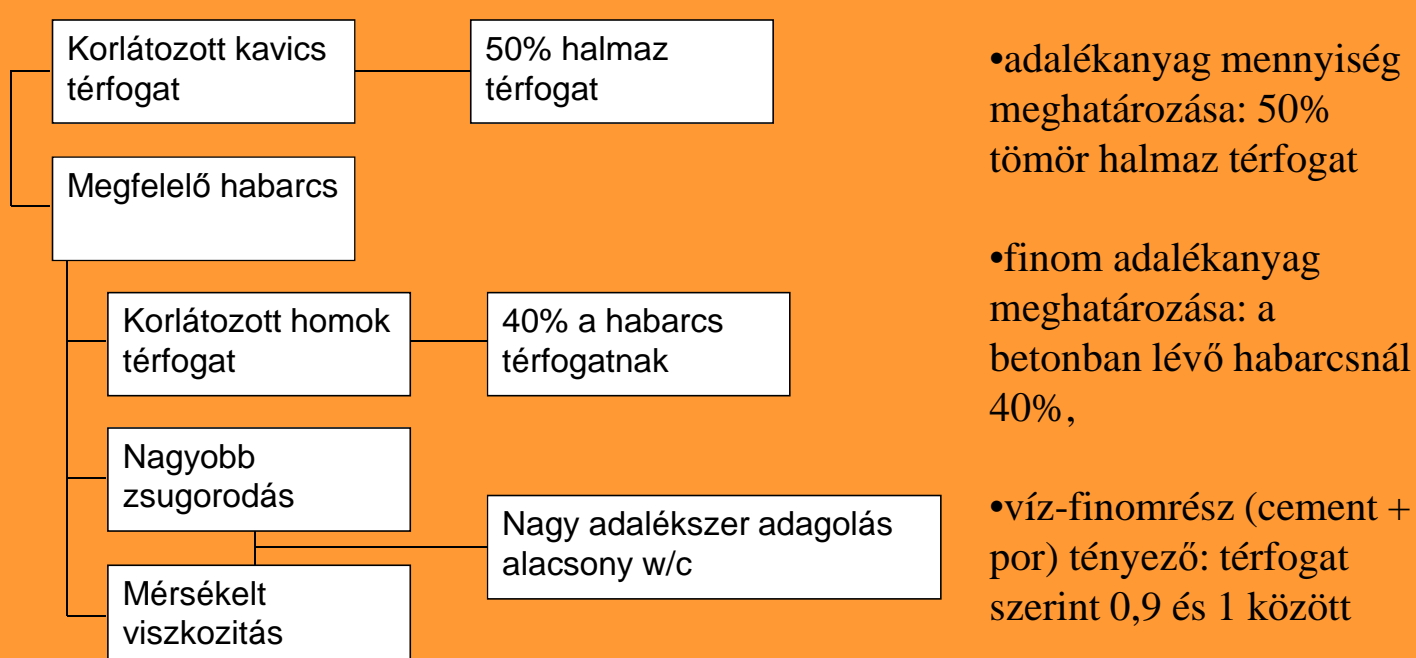 Korlátozott kavics
térfogat
50% halmaz
térfogat
Megfelelő habarcs
Korlátozott homok
térfogat
40% a habarcs
térfogatnak
Nagyobb
zsugorodás
Nagy adalékszer adagolás
alacsony w/c
Mérsékelt
viszkozitás
•adalékanyag mennyiség
meghatározása: 50%
tömör halmaz térfogat
•finom adalékanyag
meghatározása: a
betonban lévő habarcsnál
40%,
•víz-finomrész (cement +
por) tényező: térfogat
szerint 0,9 és 1 között